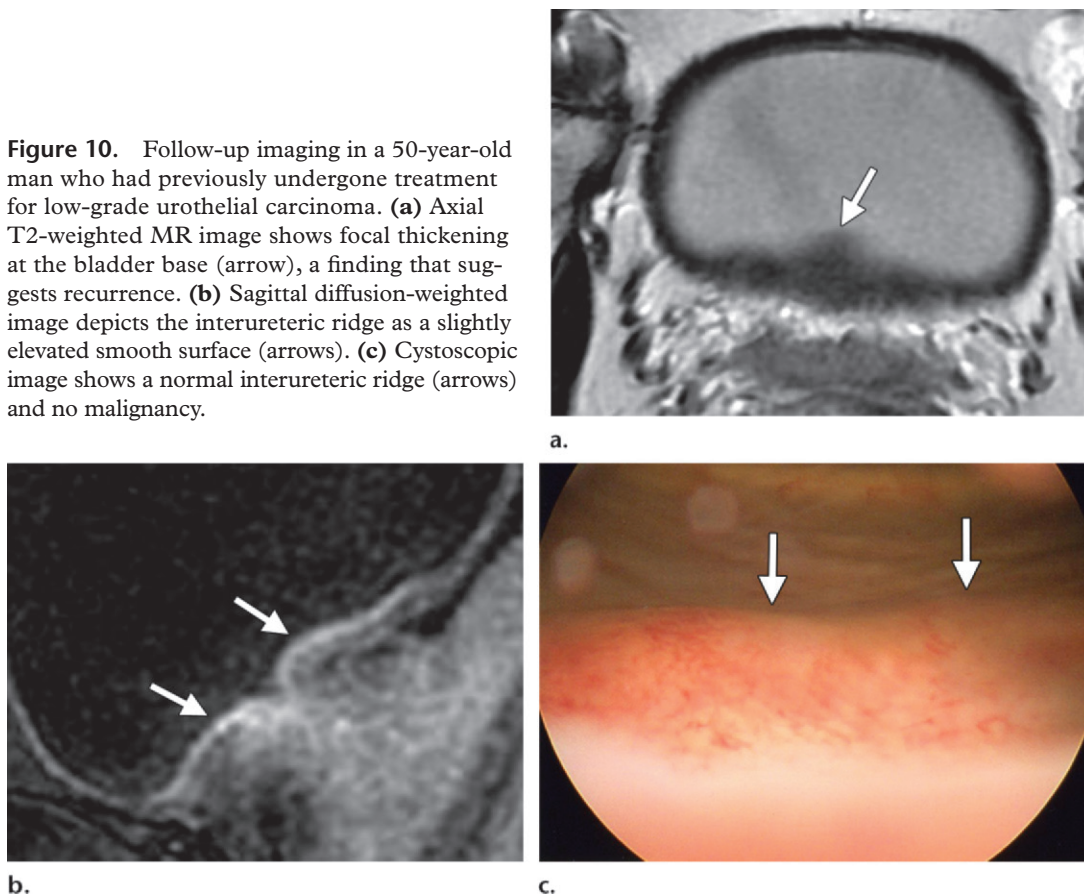 Figure 10. Follow-up imaging in a 50-year-old
man who had previously undergone treatment
for low-grade urothelial carcinoma. (a) Axial
T2-weighted MR image shows focal thickening
at the bladder base (arrow), a finding that sug-
gests recurrence. (b) Sagittal diffusion-weighted
image depicts the interureteric ridge as a slightly
elevated smooth surface (arrows). (c) Cystoscopic
image shows a normal interureteric ridge (arrows)
and no malignancy.
a.
b.
c.